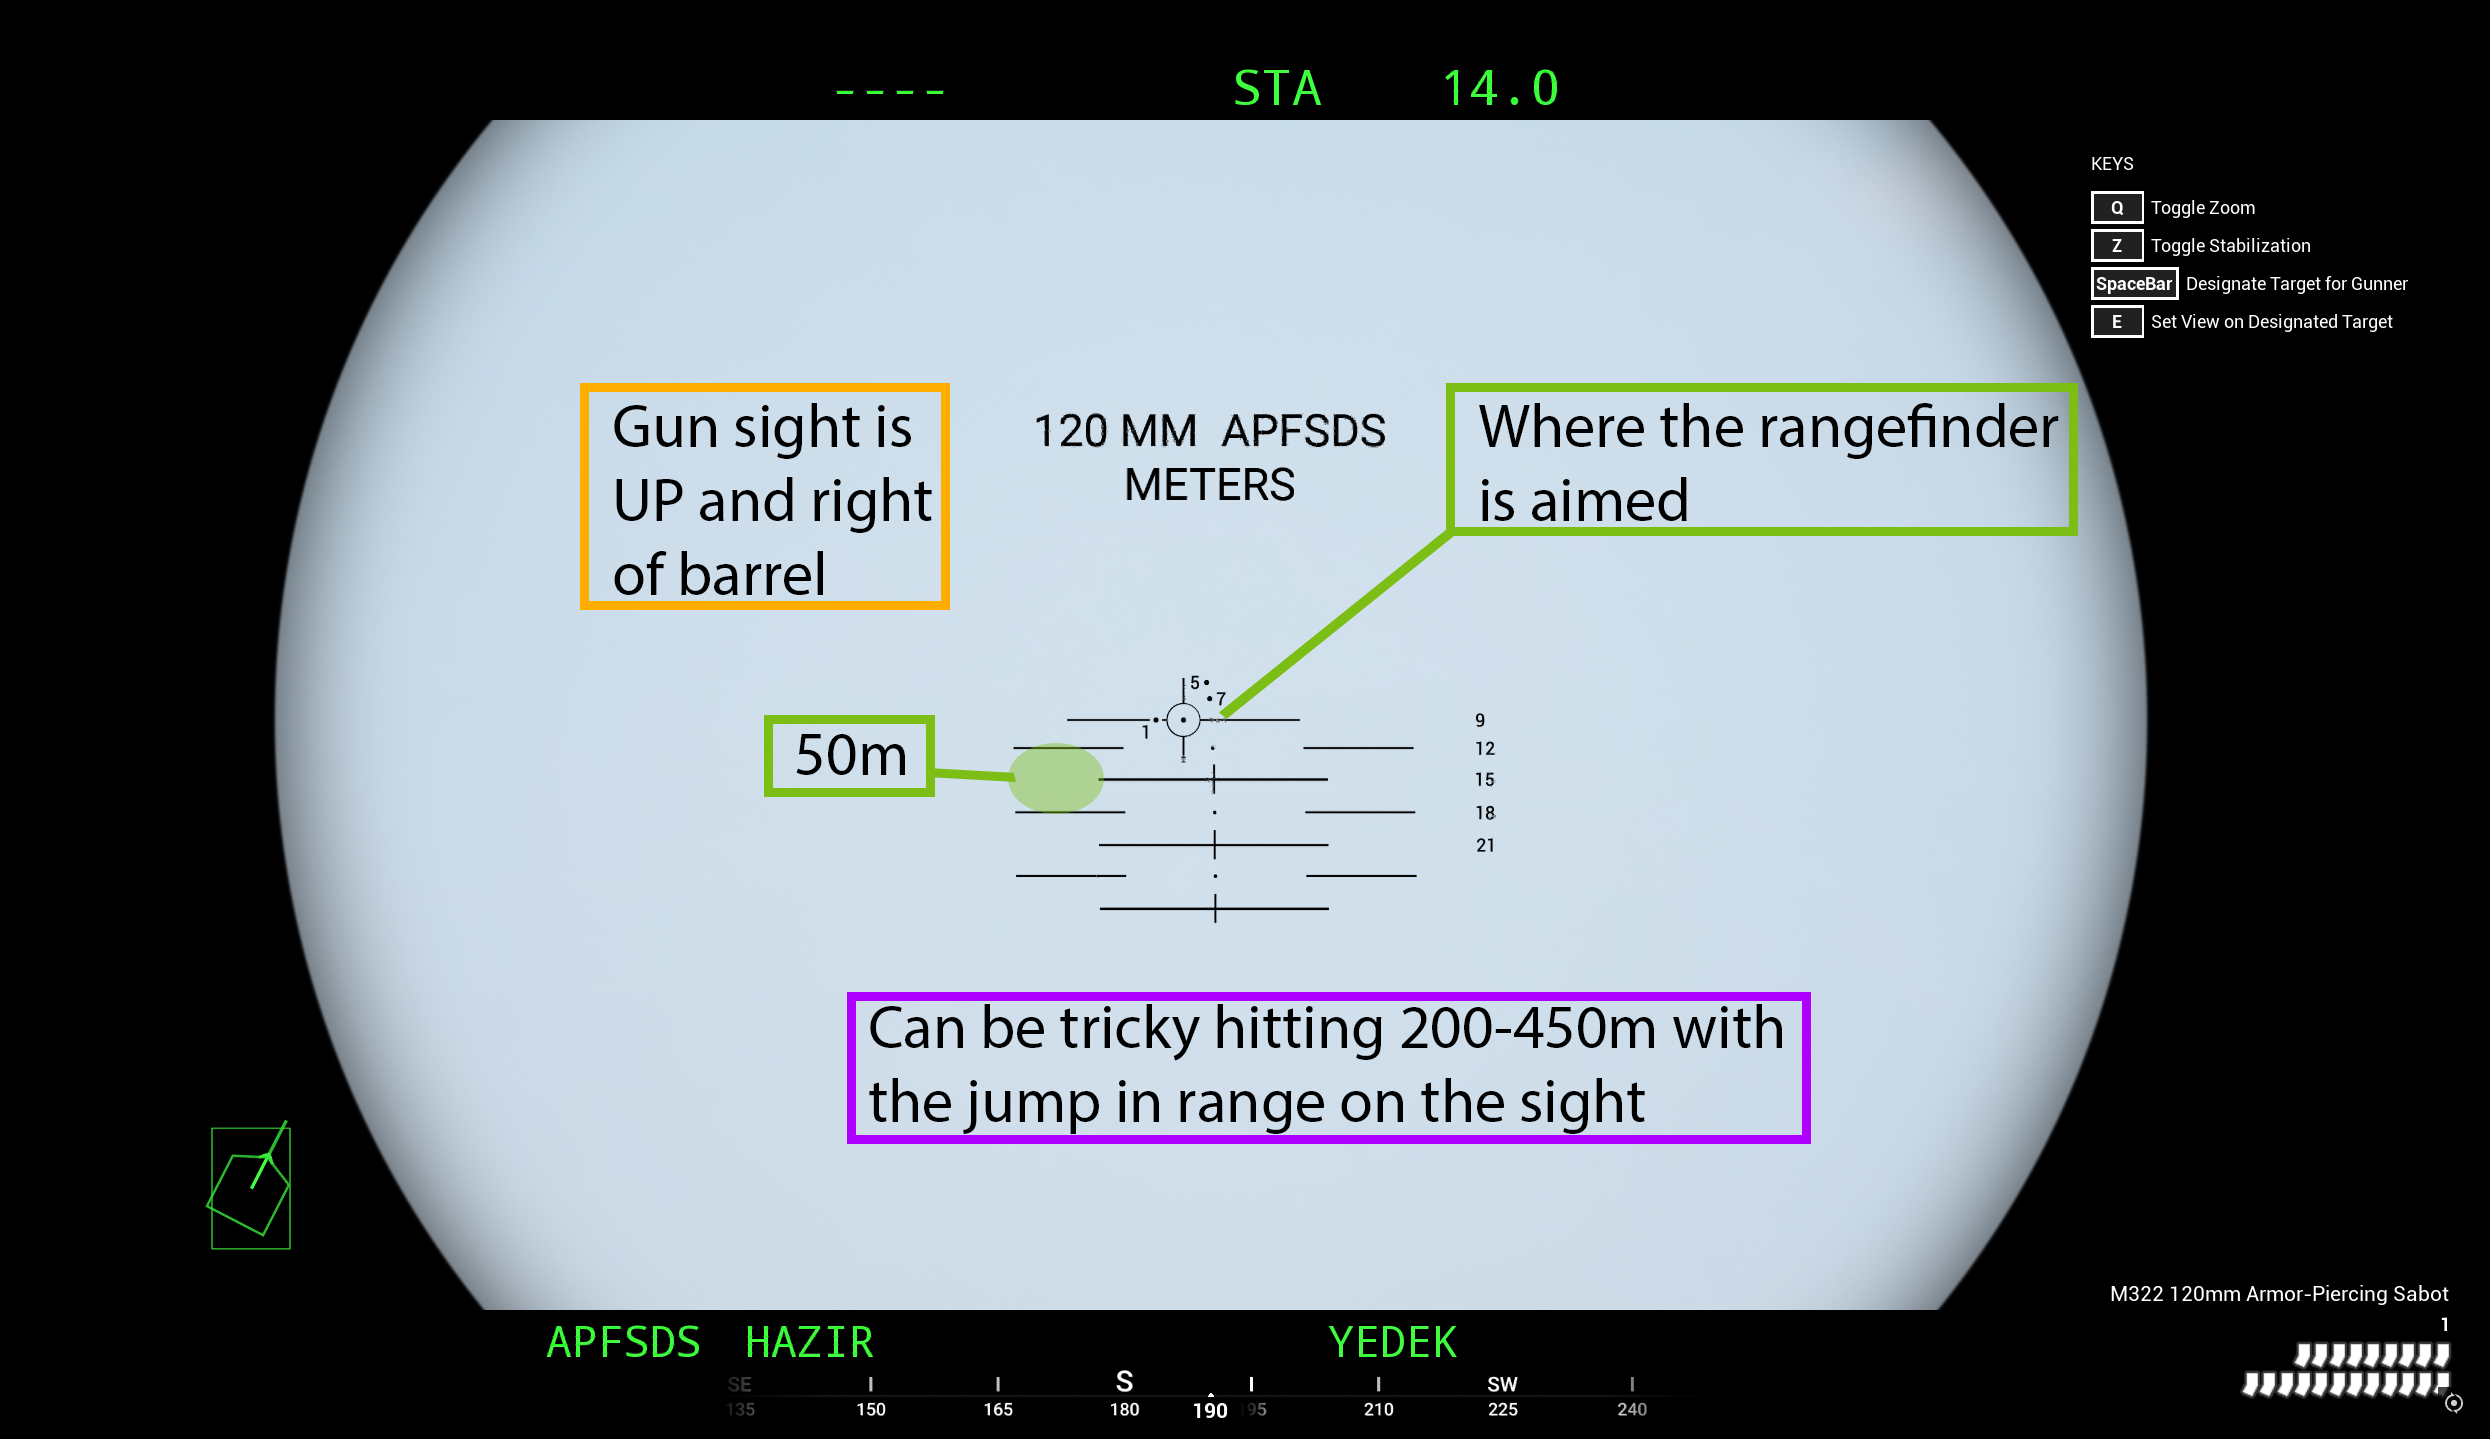 ---- STA 14.0
KEYS
Q Toggle Zoom
Z Toggle Stabilization
SpaceBar Designate Target for Gunner
E Set View on Designated Target
Gun sight is
UP and right
of barrel
120 MM APFSDS
METERS
Where the rangefinder
is aimed
5
7
1
9
50m
12
15
18
21
Can be tricky hitting 200-450m with
the jump in range on the sight
M322 120mm Armor-Piercing Sabot
1
APFSDS HAZIR YEDEK
SE S SW
135 150 165 180 190 195 210 225 240